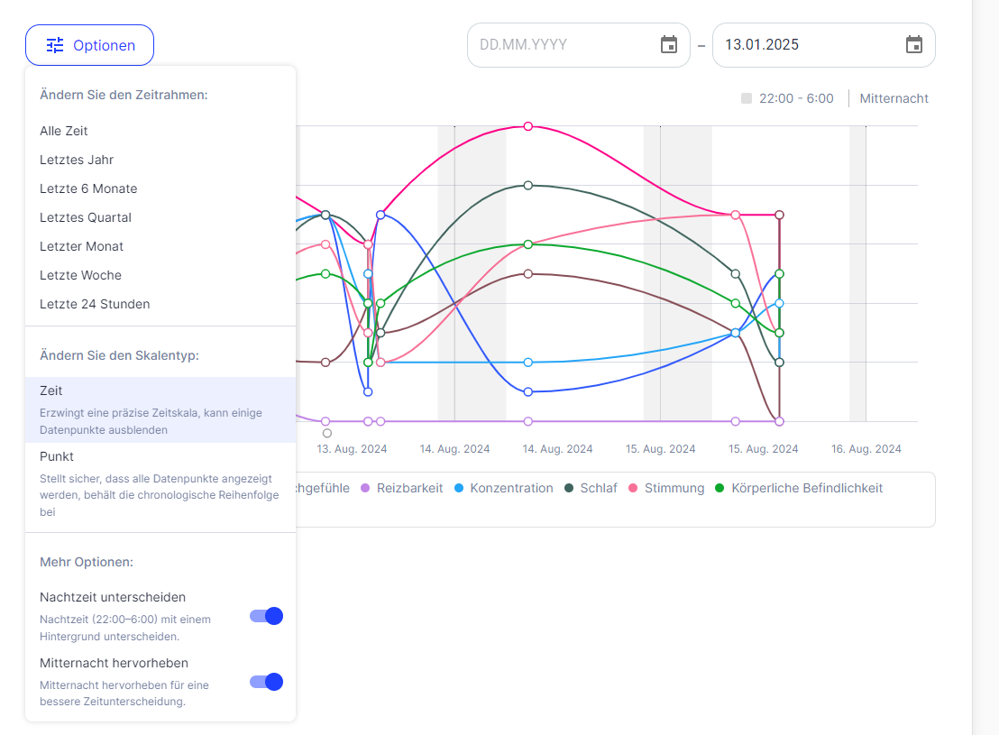 Optionen
DD.MM.YYYY
–
13.01.2025
Ändern Sie den Zeitrahmen:
22:00 - 6:00
Mitternacht
Alle Zeit
Letztes Jahr
Letzte 6 Monate
Letztes Quartal
Letzter Monat
Letzte Woche
Letzte 24 Stunden
Ändern Sie den Skalentyp:
Zeit
Erzwingt eine präzise Zeitskala, kann einige
Datenpunkte ausblenden
Punkt
Stellt sicher, dass alle Datenpunkte angezeigt
werden, behält die chronologische Reihenfolge
bei
Mehr Optionen:
Nachtzeit unterscheiden
Nachtzeit (22:00–6:00) mit einem
Hintergrund unterscheiden.
Mitternacht hervorheben
Mitternacht hervorheben für eine
bessere Zeitunterscheidung.
13. Aug. 2024 14. Aug. 2024 14. Aug. 2024 15. Aug. 2024 15. Aug. 2024 16. Aug. 2024
Reizbarkeit Konzentration Schlaf Stimmung Körperliche Befindlichkeit